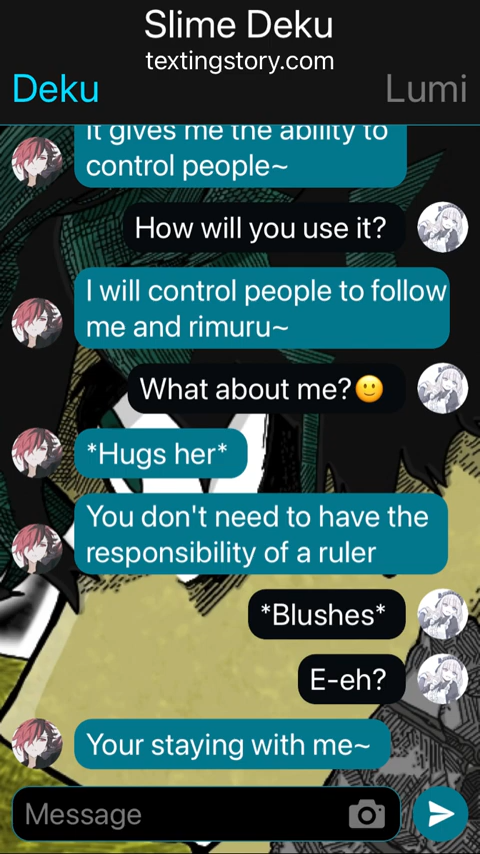 Slime Deku
textingstory.com
Deku
Lumi
It gives me the ability to
control people~
How will you use it?
I will control people to follow
me and rimuru~
What about me?🙂
*Hugs her*
You don't need to have the
responsibility of a ruler
*Blushes*
E-eh?
Your staying with me~
Message